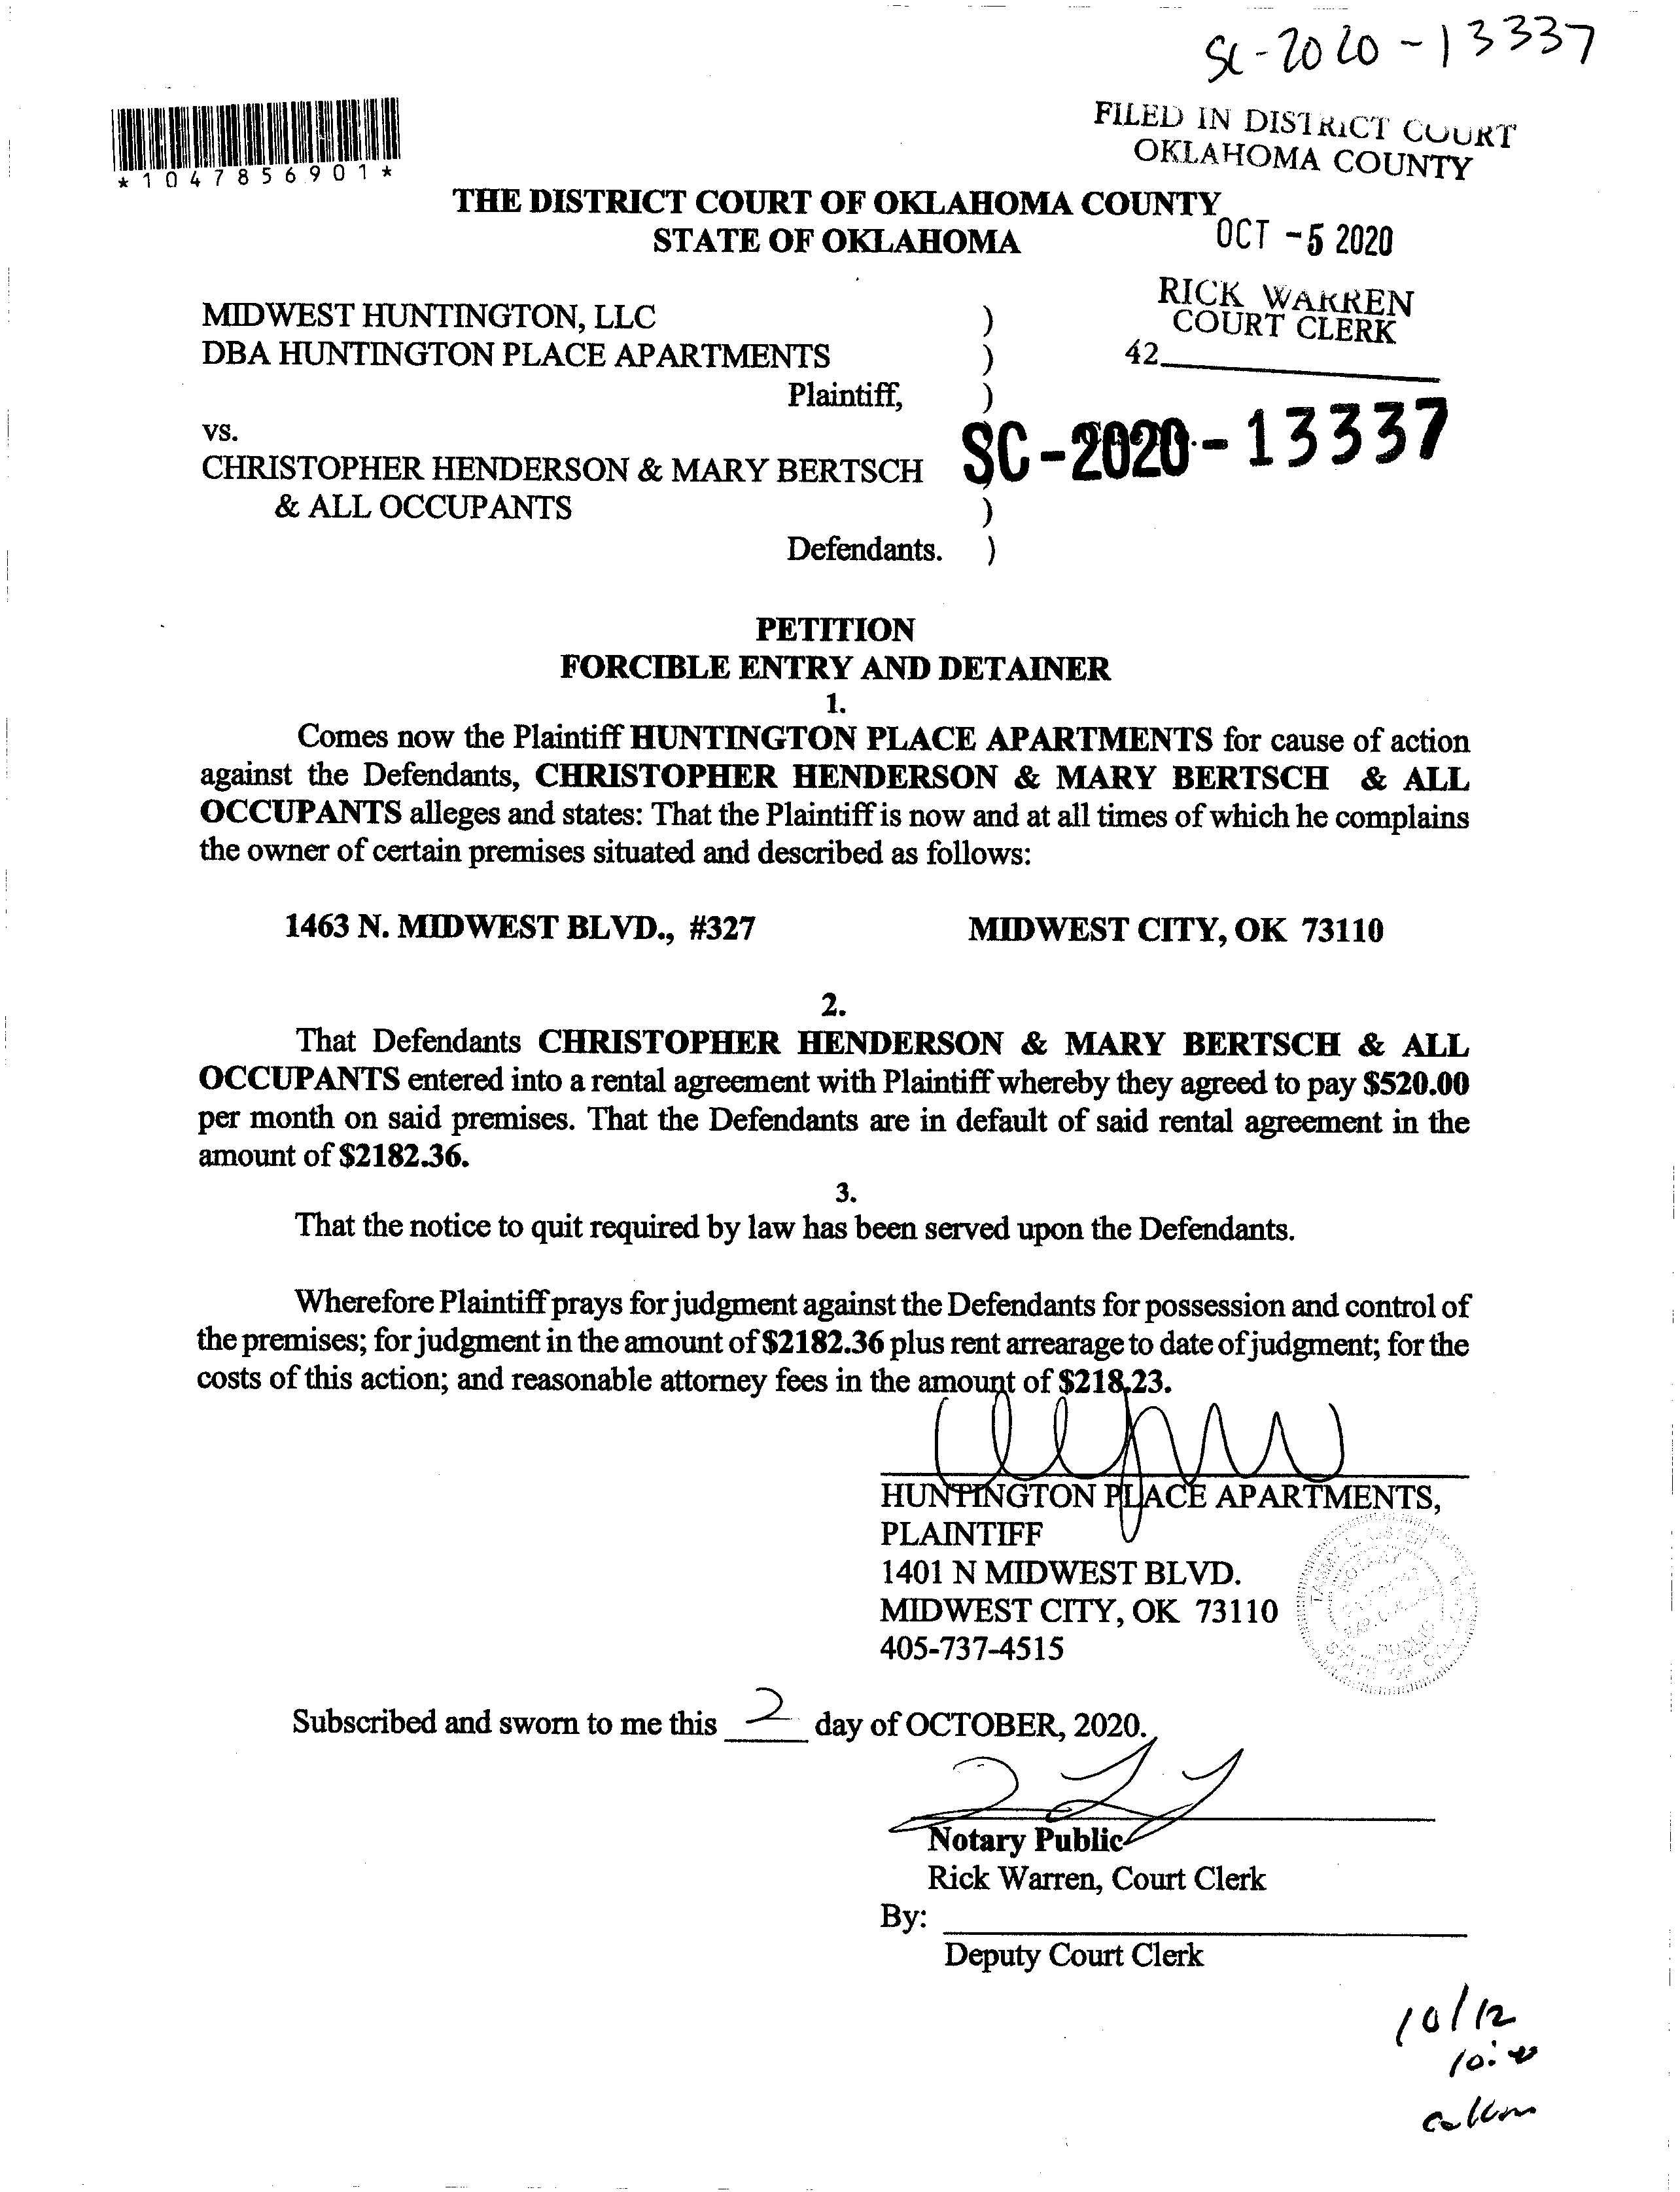 SC-2020-13337
FILED IN DISTRICT COURT
OKLAHOMA COUNTY
*1047856901*
THE DISTRICT COURT OF OKLAHOMA COUNTY
STATE OF OKLAHOMA
OCT -5 2020
RICK WARREN
COURT CLERK
42
MIDWEST HUNTINGTON, LLC )
DBA HUNTINGTON PLACE APARTMENTS )
Plaintiff, )
vs.
SC-2020-13337
CHRISTOPHER HENDERSON & MARY BERTSCH )
& ALL OCCUPANTS )
Defendants. )
PETITION
FORCIBLE ENTRY AND DETAINER
1.
Comes now the Plaintiff HUNTINGTON PLACE APARTMENTS for cause of action
against the Defendants, CHRISTOPHER HENDERSON & MARY BERTSCH & ALL
OCCUPANTS alleges and states: That the Plaintiff is now and at all times of which he complains
the owner of certain premises situated and described as follows:
1463 N. MIDWEST BLVD., #327 MIDWEST CITY, OK 73110
2.
That Defendants CHRISTOPHER HENDERSON & MARY BERTSCH & ALL
OCCUPANTS entered into a rental agreement with Plaintiff whereby they agreed to pay $520.00
per month on said premises. That the Defendants are in default of said rental agreement in the
amount of $2182.36.
3.
That the notice to quit required by law has been served upon the Defendants.
Wherefore Plaintiff prays for judgment against the Defendants for possession and control of
the premises; for judgment in the amount of $2182.36 plus rent arrearage to date of judgment; for the
costs of this action; and reasonable attorney fees in the amount of $218.23.
HUNTINGTON PLACE APARTMENTS,
PLAINTIFF
1401 N MIDWEST BLVD.
MIDWEST CITY, OK 73110
405-737-4515
NOTARY
PUBLIC
STATE OF
Subscribed and sworn to me this 2 day of OCTOBER, 2020.
Notary Public
Rick Warren, Court Clerk
By:
Deputy Court Clerk
10/12